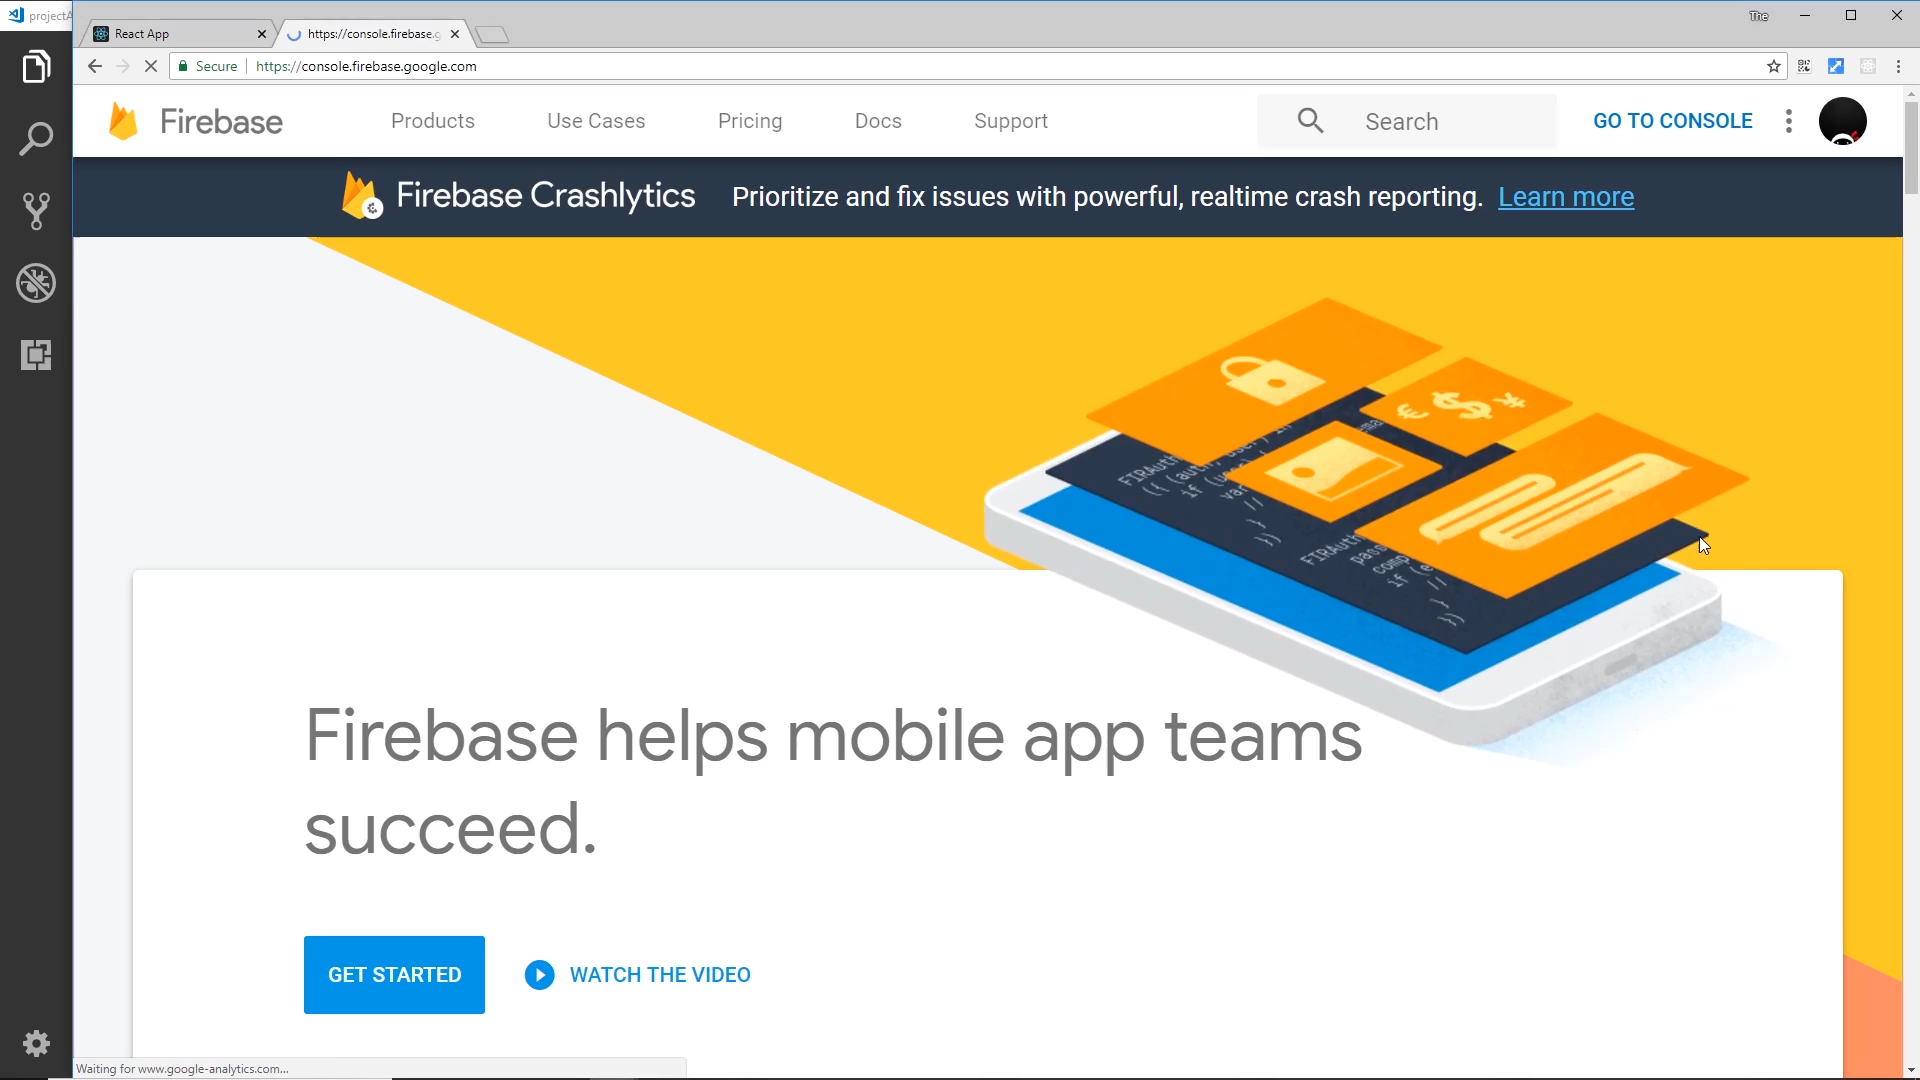 projectA
The
React App
https://console.firebase.g
Secure
https://console.firebase.google.com
Firebase
Products
Use Cases
Pricing
Docs
Support
Search
GO TO CONSOLE
Firebase Crashlytics
Prioritize and fix issues with powerful, realtime crash reporting. Learn more
€ $ ¥
Firebase helps mobile app teams
succeed.
GET STARTED
WATCH THE VIDEO
Waiting for www.google-analytics.com...